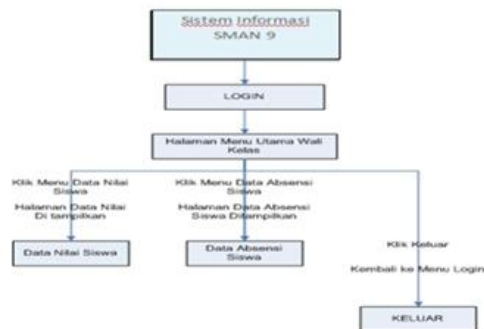 Sistem Informasi
SMAN 9
LOGIN
Halaman Menu Utama Wali
Kelas
Klik Menu Data Nilai
Siswa
Halaman Data Nilai
Di tampilkan
Klik Menu Data Absensi
Siswa
Halaman Data Absensi
Siswa Ditampilkan
Data Nilai Siswa
Data Absensi
Siswa
Klik Keluar
Kembali ke Menu Login
KELUAR